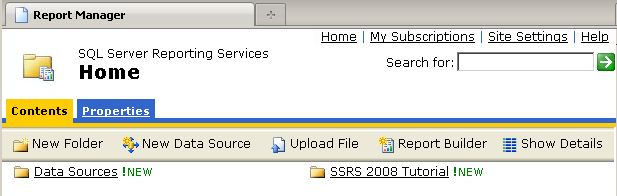 Report Manager
Home | My Subscriptions | Site Settings | Help
SQL Server Reporting Services
Home
Search for:
Contents Properties
New Folder New Data Source Upload File Report Builder Show Details
Data Sources !NEW SSRS 2008 Tutorial !NEW